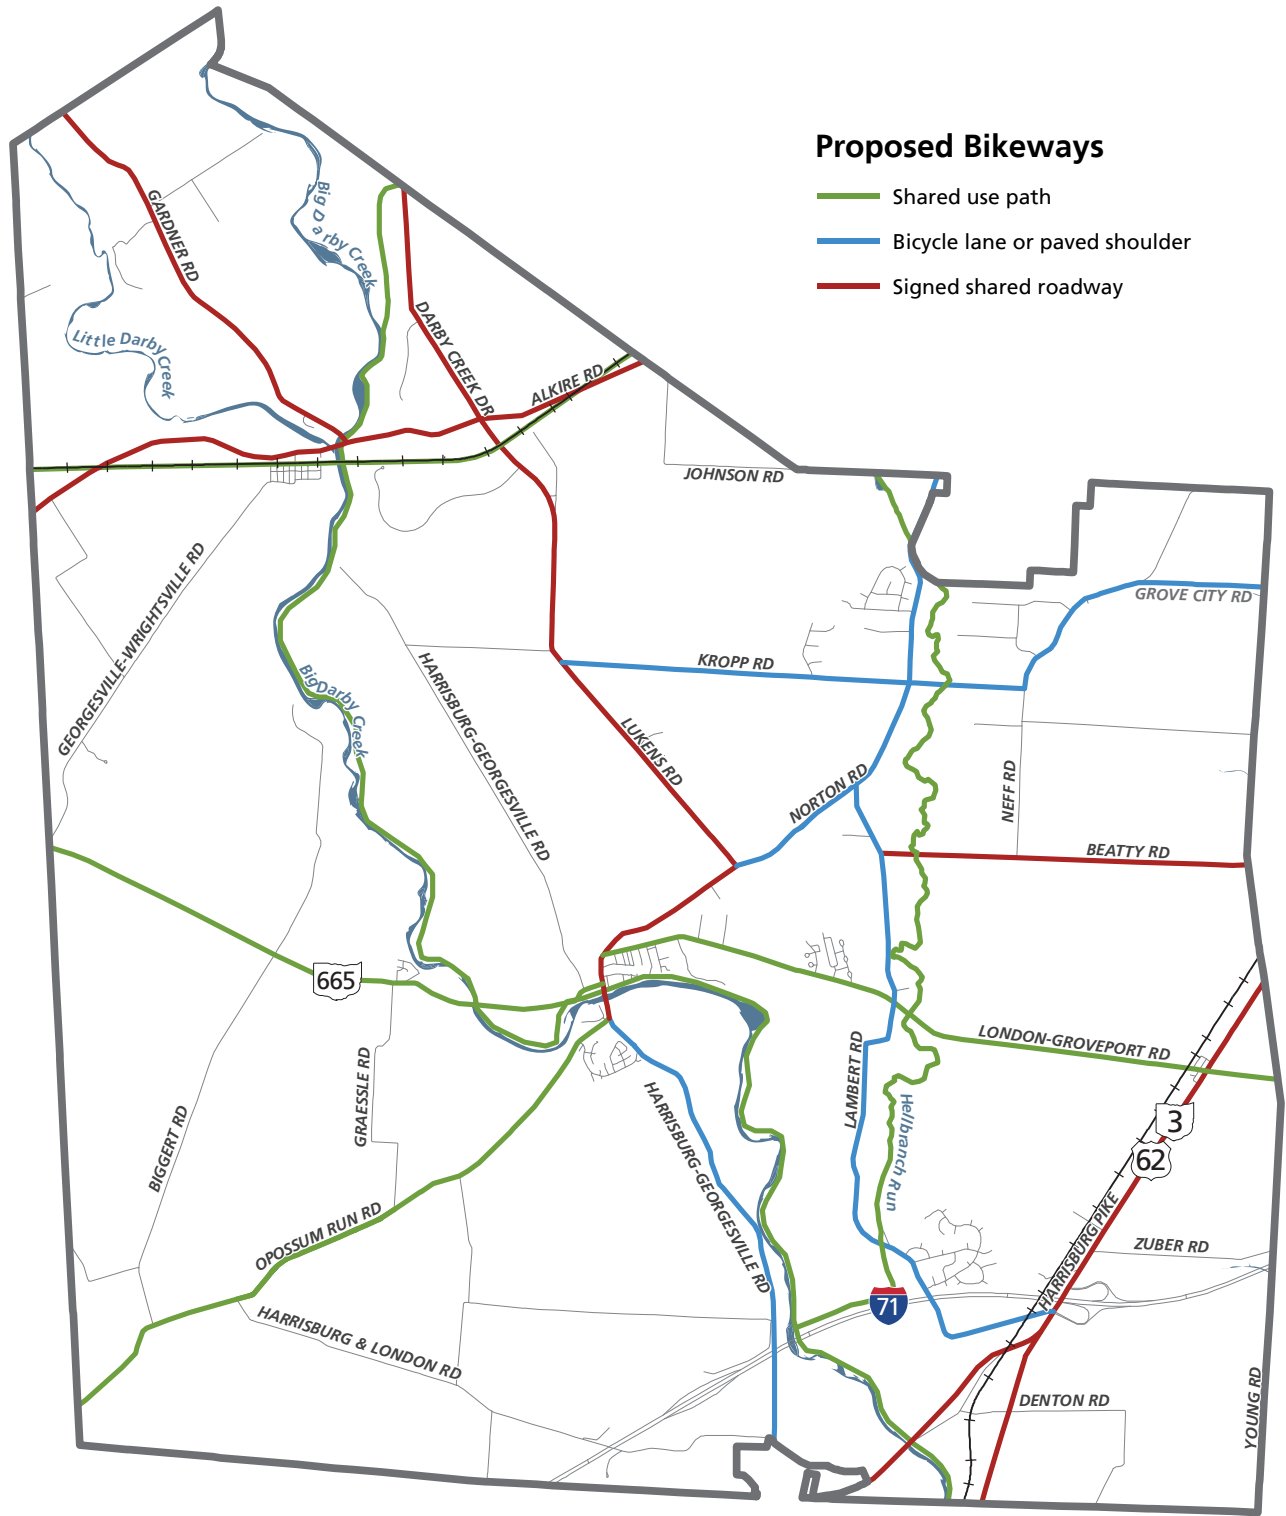 Proposed Bikeways
Shared use path
Bicycle lane or paved shoulder
Signed shared roadway
GARDNER RD
Big Darby Creek
Little Darby Creek
DARBY CREEK DR
ALKIRE RD
JOHNSON RD
GEORGESVILLE-WRIGHTSVILLE RD
GROVE CITY RD
KROPP RD
HARRISBURG-GEORGESVILLE RD
Big Darby Creek
LUKENS RD
NORTON RD
NEFF RD
BEATTY RD
665
LONDON-GROVEPORT RD
GRAESSLE RD
LAMBERT RD
HARRISBURG-GEORGESVILLE RD
Hellbranch Run
3
62
BIGGERT RD
OPOSSUM RUN RD
HARRISBURG PIKE
ZUBER RD
71
HARRISBURG & LONDON RD
DENTON RD
YOUNG RD